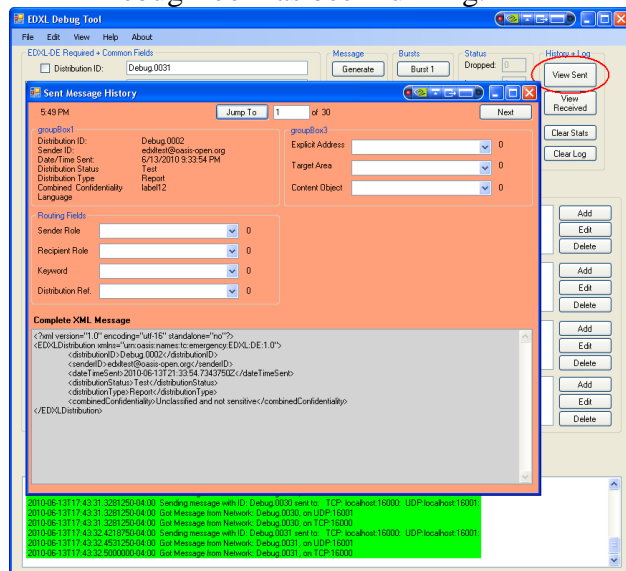 EDXL Debug Tool
File Edit View Help About
EDXL-DE Required + Common Fields
Message
Bursts
Status
History + Log
Distribution ID:
Debug.0031
Generate
Burst 1
Dropped:
0
View Sent
Sent Message History
View
Received
5:49 PM
Jump To
1
of 30
Next
Clear Stats
Clear Log
groupBox1
Distribution ID: Debug.0002
Sender ID: edxltest@oasis-open.org
Date/Time Sent: 6/13/2010 9:33:54 PM
Distribution Status Test
Distribution Type Report
Combined Confidentiality label12
Language
groupBox3
Explicit Address 0
Target Area 0
Content Object 0
Routing Fields
Sender Role 0
Recipient Role 0
Keyword 0
Distribution Ref. 0
Add
Edit
Delete
Add
Edit
Delete
Add
Edit
Delete
Add
Edit
Delete
Complete XML Message
<?xml version="1.0" encoding="utf-16" standalone="no"?>
<EDXLDistribution xmlns="urn:oasis:names:tc:emergency:EDXL:DE:1.0">
<distributionID>Debug.0002</distributionID>
<senderID>edxltest@oasis-open.org</senderID>
<dateTimeSent>2010-06-13T21:33:54.7343750Z</dateTimeSent>
<distributionStatus>Test</distributionStatus>
<distributionType>Report</distributionType>
<combinedConfidentiality>Unclassified and not sensitive</combinedConfidentiality>
</EDXLDistribution>
2010-06-13T17:43:31.3281250-04:00 Sending message with ID: Debug.0030 sent to: TCP: localhost:16000: UDP:localhost:16001:
2010-06-13T17:43:31.3281250-04:00 Got Message from Network: Debug.0030, on UDP:16001
2010-06-13T17:43:31.3281250-04:00 Got Message from Network: Debug.0030, on TCP:16000
2010-06-13T17:43:32.4218750-04:00 Sending message with ID: Debug.0031 sent to: TCP: localhost:16000: UDP:localhost:16001:
2010-06-13T17:43:32.4531250-04:00 Got Message from Network: Debug.0031, on UDP:16001
2010-06-13T17:43:32.5000000-04:00 Got Message from Network: Debug.0031, on TCP:16000